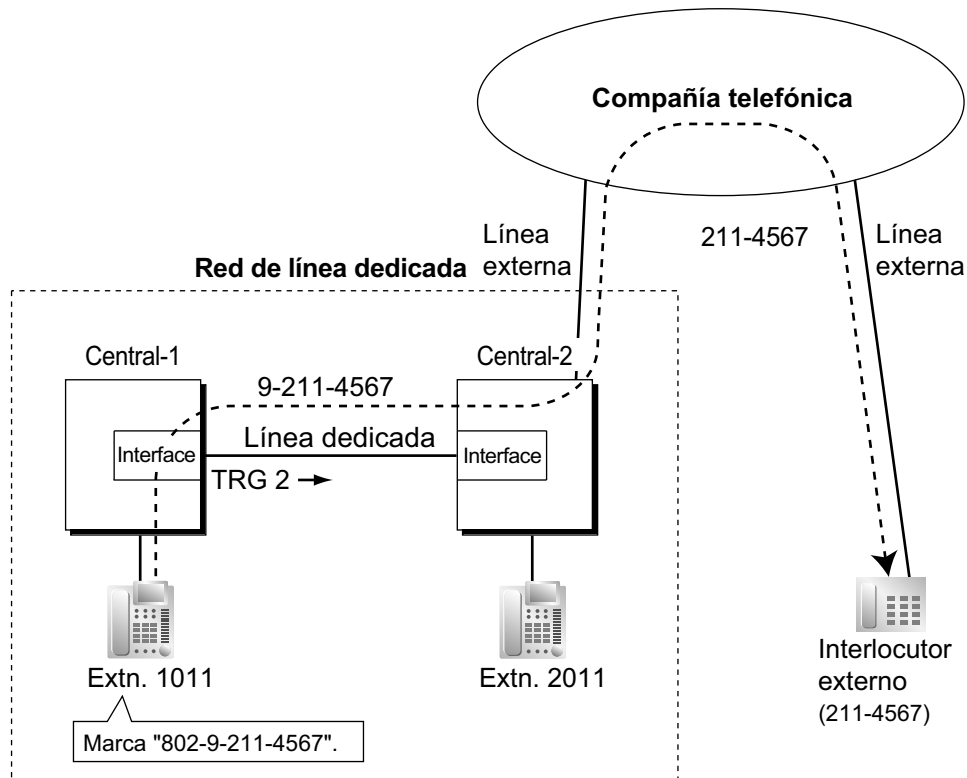 Compañía telefónica
Línea
externa
211-4567
Línea
externa
Red de línea dedicada
Central-1
Central-2
9-211-4567
Línea dedicada
Interface
Interface
TRG 2
Extn. 1011
Extn. 2011
Interlocutor
externo
(211-4567)
Marca "802-9-211-4567".